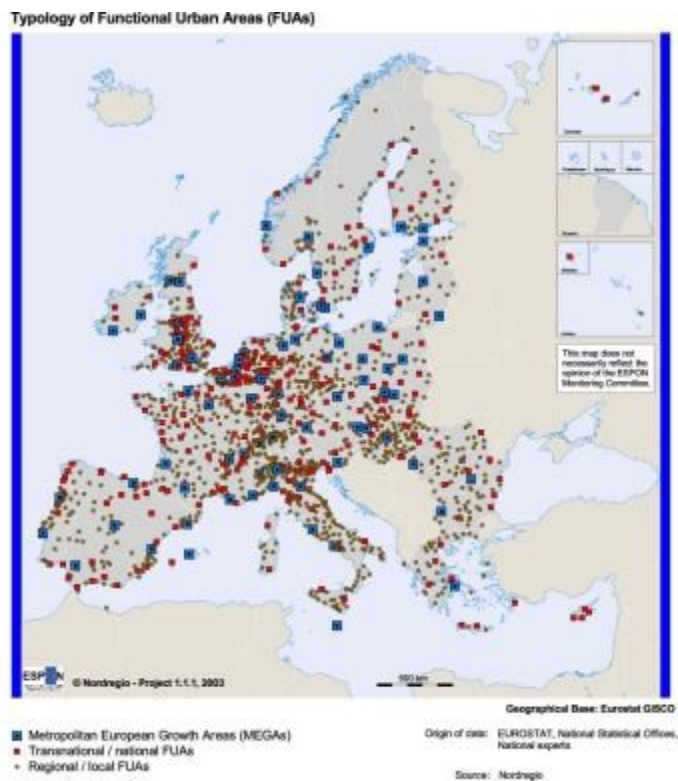 Typology of Functional Urban Areas (FUAs)
This map does not
necessarily reflect the
opinion of the ESPON
Monitoring Committee.
500 km
ESPON
© Nordregio - Project 1.1.1, 2003
Geographical Base: Eurostat GISCO
Metropolitan European Growth Areas (MEGAs)
Transnational / national FUAs
Regional / local FUAs
Origin of data: EUROSTAT, National Statistical Offices,
National experts
Source: Nordregio